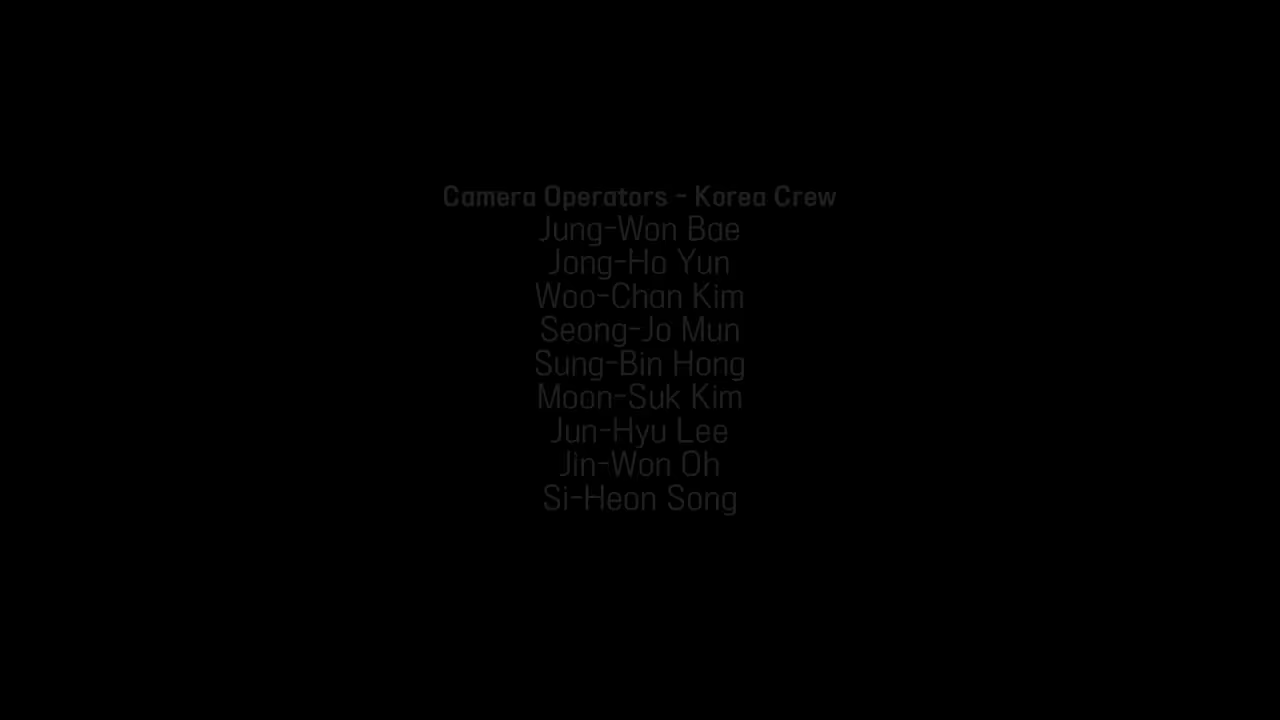 Camera Operators - Korea Crew
Jung-Won Bae
Jong-Ho Yun
Woo-Chan Kim
Seong-Jo Mun
Sung-Bin Hong
Moon-Suk Kim
Jun-Hyu Lee
Jin-Won Oh
Si-Heon Song